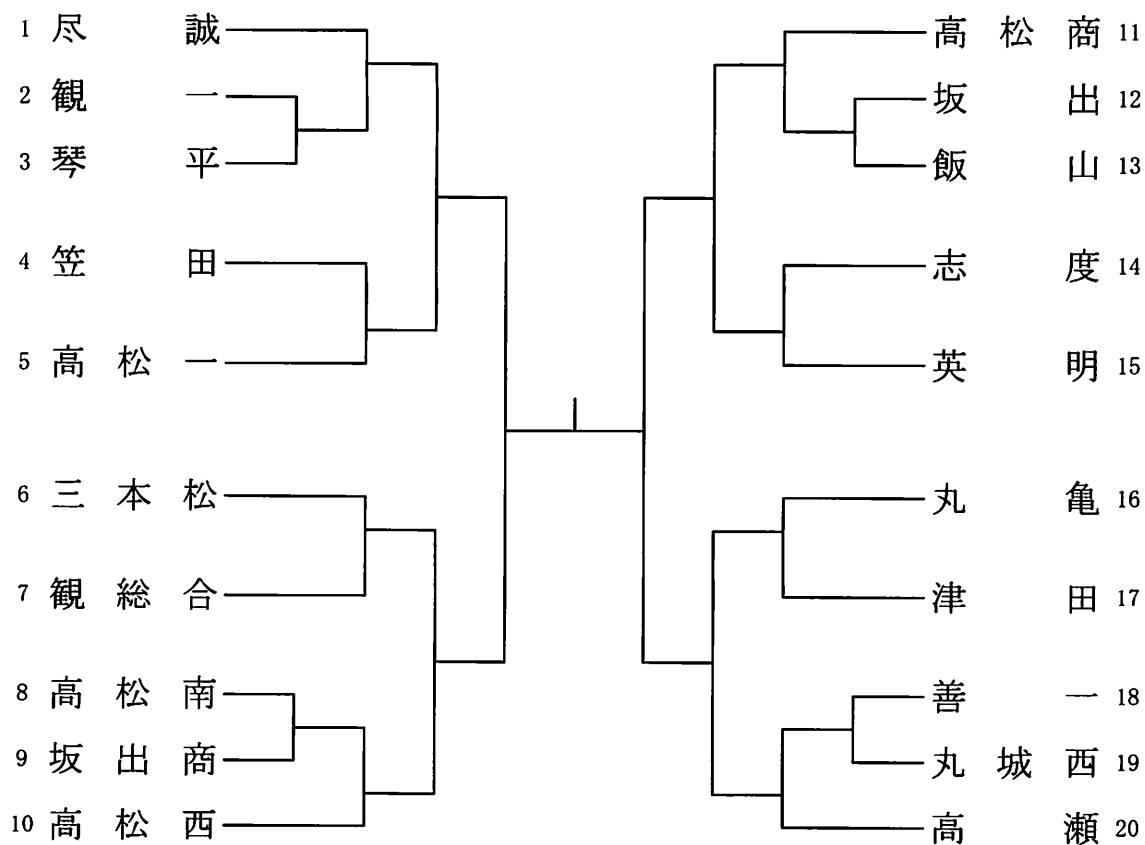 1 尽誠
2 観一
3 琴平
4 笠田
5 高松一
6 三本松
7 観総合
8 高松南
9 坂出商
10 高松西
高松商 11
坂出 12
飯山 13
志度 14
英明 15
丸亀 16
津田 17
善一 18
丸城西 19
高瀬 20